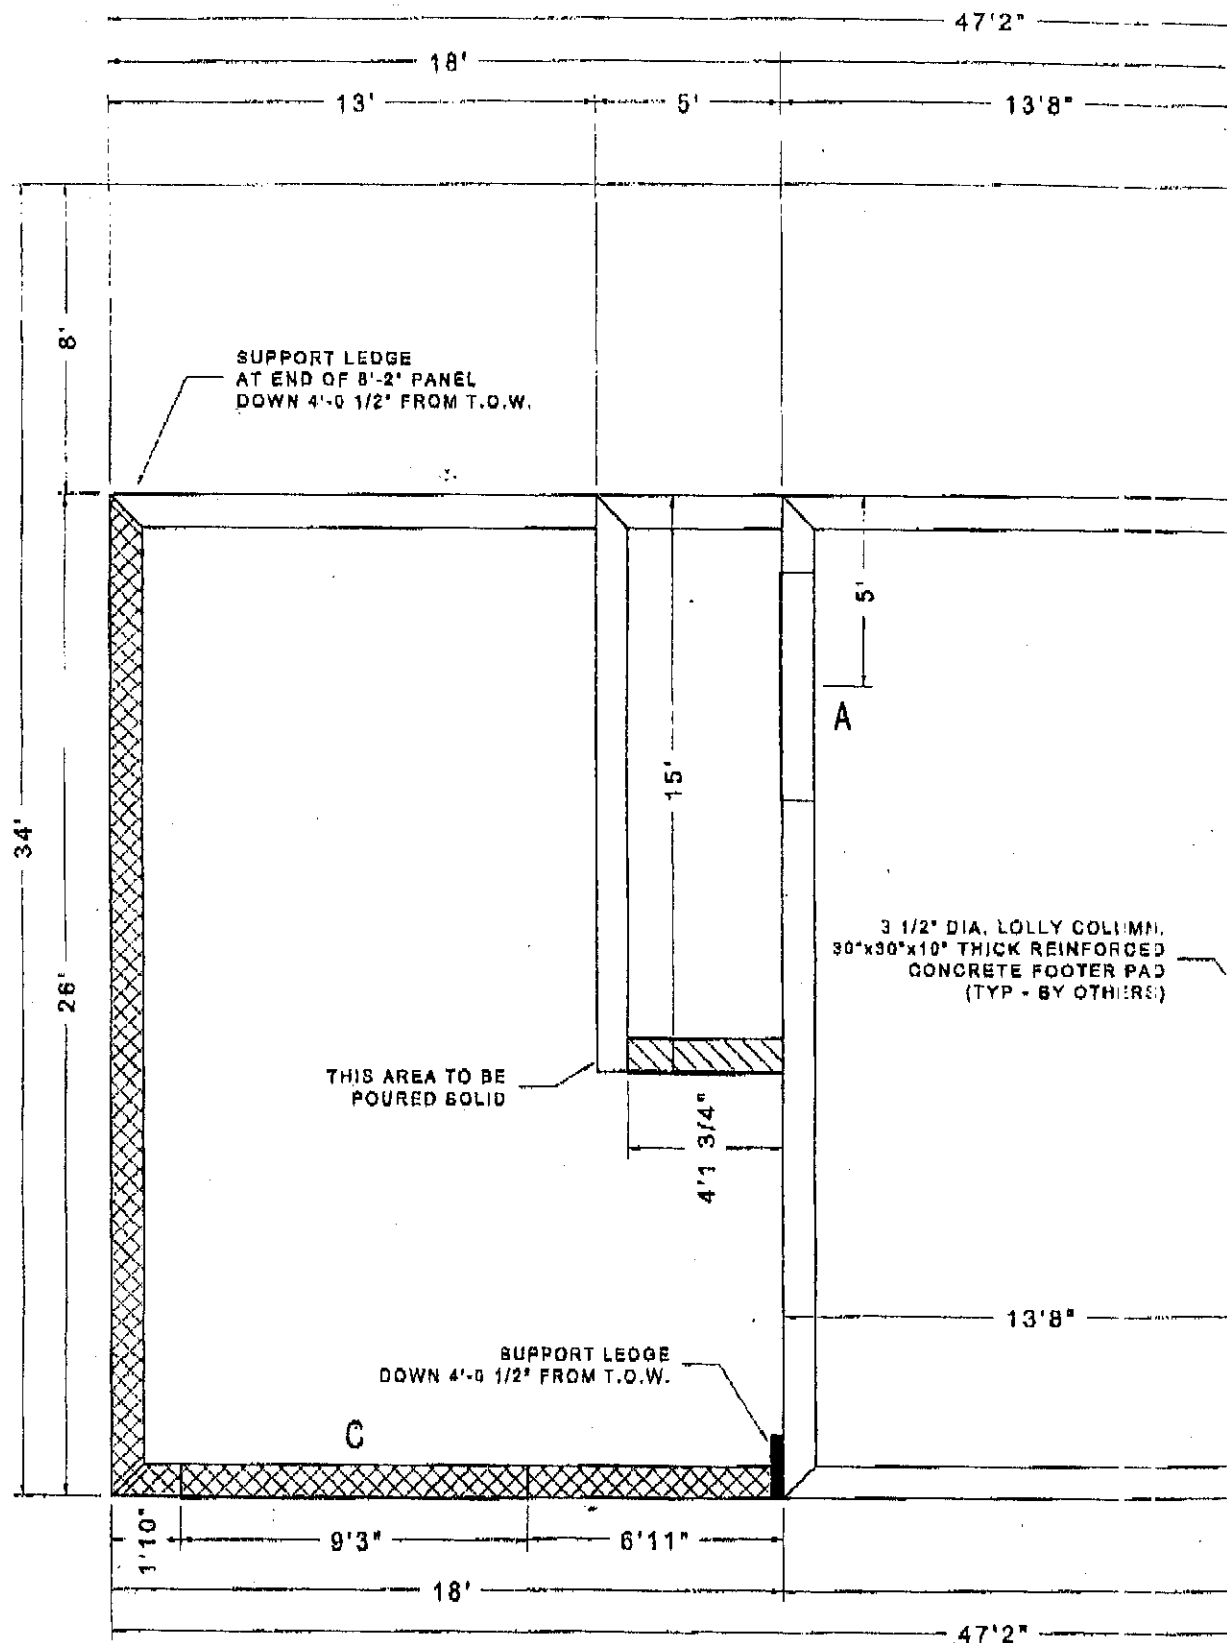 47'2"
18'
13'
5'
13'8"
8'
SUPPORT LEDGE
AT END OF 8'-2" PANEL
DOWN 4'-0 1/2" FROM T.O.W.
5'
A
15'
34'
26'
3 1/2" DIA. LOLLY COLUMN,
30"x30"x10" THICK REINFORCED
CONCRETE FOOTER PAD
(TYP - BY OTHERS)
THIS AREA TO BE
POURED SOLID
4'1 3/4"
13'8"
SUPPORT LEDGE
DOWN 4'-0 1/2" FROM T.O.W.
C
1'10"
9'3"
6'11"
18'
47'2"